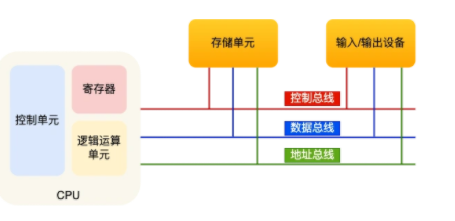 存储单元
输入/输出设备
控制单元
寄存器
逻辑运算
单元
CPU
控制总线
数据总线
地址总线